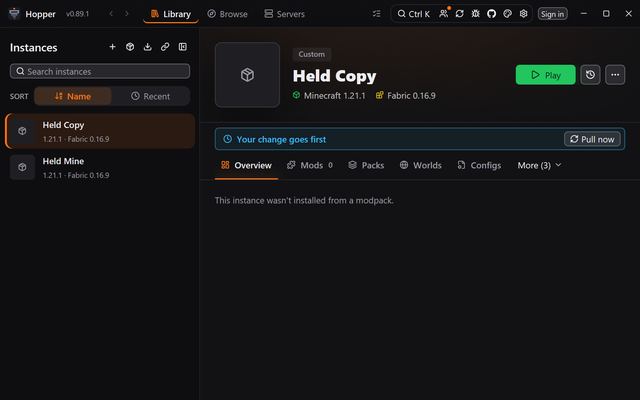 Hopper v0.89.1 Library Browse Servers Ctrl K Sign in
Instances
Search instances
SORT Name Recent
Held Copy
1.21.1 · Fabric 0.16.9
Held Mine
1.21.1 · Fabric 0.16.9
Custom
Held Copy
Minecraft 1.21.1 Fabric 0.16.9
Play
Your change goes first Pull now
Overview Mods 0 Packs Worlds Configs More (3)
This instance wasn't installed from a modpack.